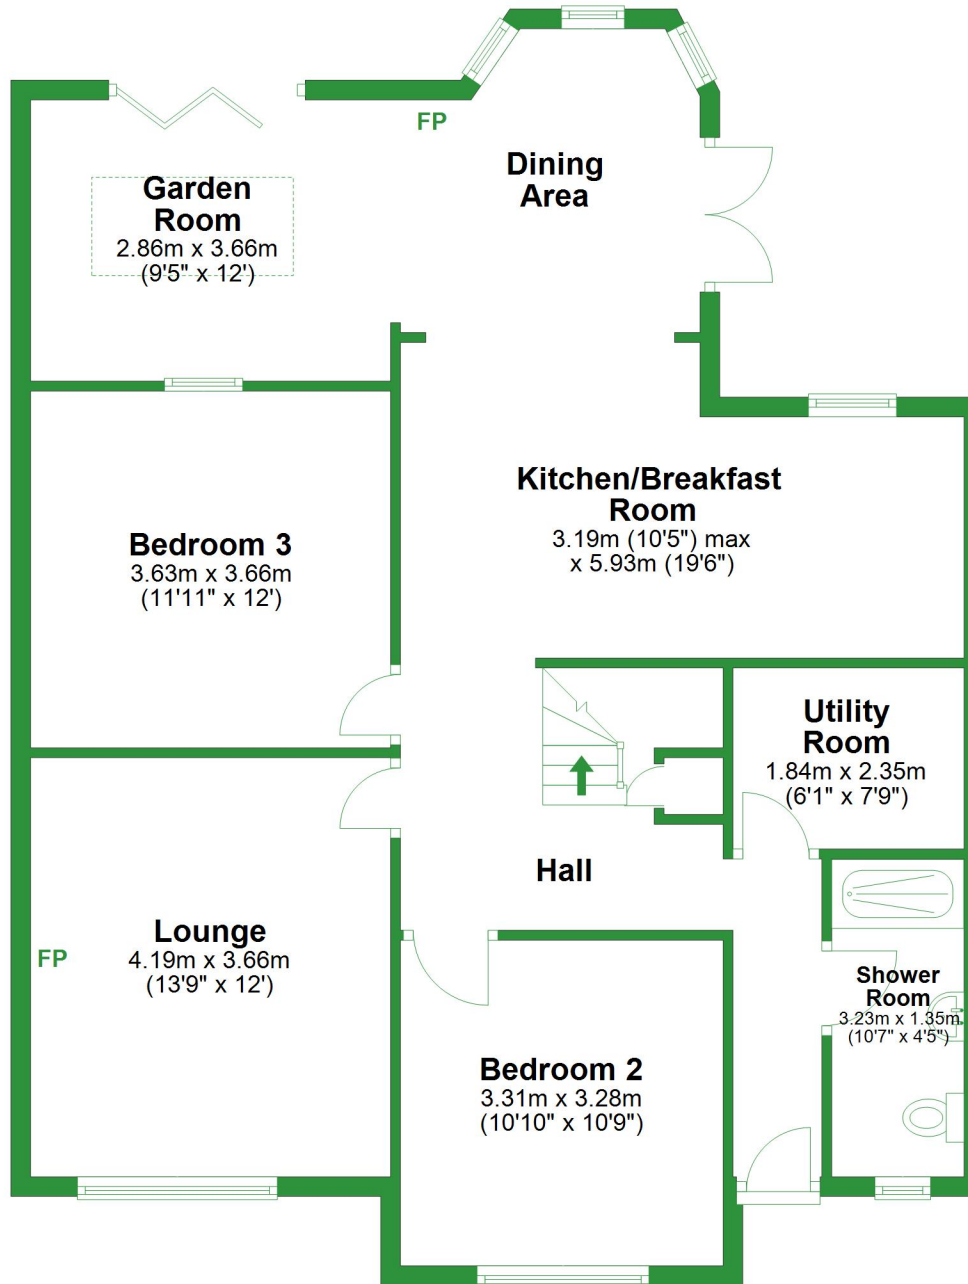 FP
Dining
Area
Garden
Room
2.86m x 3.66m
(9'5" x 12')
Kitchen/Breakfast
Room
3.19m (10'5") max
x 5.93m (19'6")
Bedroom 3
3.63m x 3.66m
(11'11" x 12')
Utility
Room
1.84m x 2.35m
(6'1" x 7'9")
Hall
Lounge
4.19m x 3.66m
(13'9" x 12')
FP
Shower
Room
3.23m x 1.35m
(10'7" x 4'5")
Bedroom 2
3.31m x 3.28m
(10'10" x 10'9")